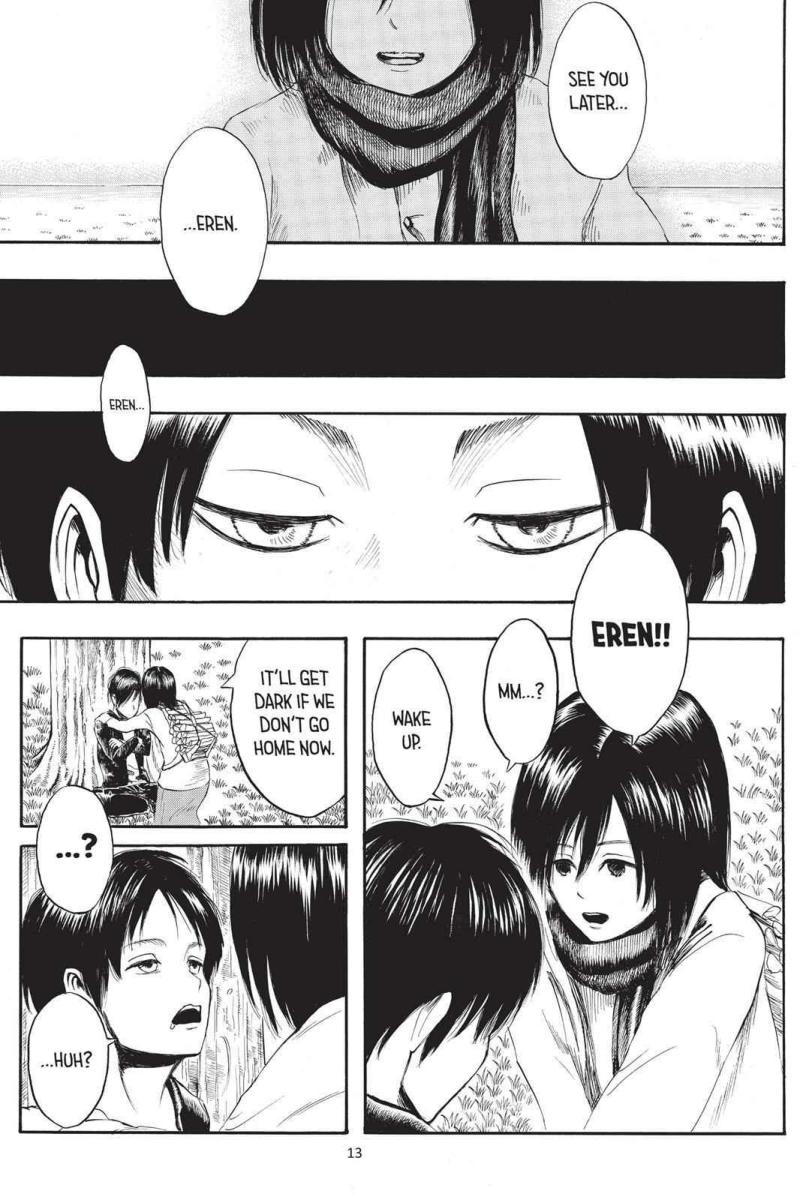 SEE YOU
LATER...
...EREN.
EREN...
EREN!!
MM...?
WAKE
UP.
IT'LL GET
DARK IF WE
DON'T GO
HOME NOW.
...?
...HUH?
13